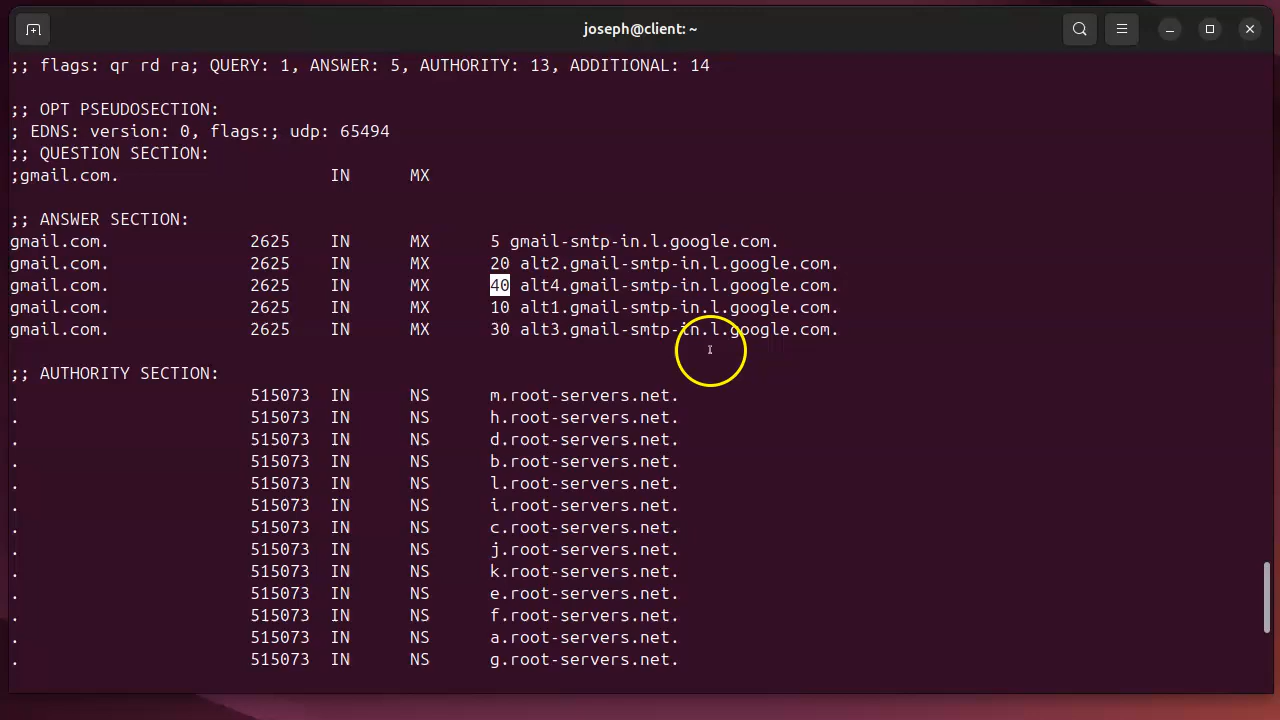 joseph@client: ~
;; flags: qr rd ra; QUERY: 1, ANSWER: 5, AUTHORITY: 13, ADDITIONAL: 14
;; OPT PSEUDOSECTION:
; EDNS: version: 0, flags:; udp: 65494
;; QUESTION SECTION:
;gmail.com. IN MX
;; ANSWER SECTION:
gmail.com. 2625 IN MX 5 gmail-smtp-in.l.google.com.
gmail.com. 2625 IN MX 20 alt2.gmail-smtp-in.l.google.com.
gmail.com. 2625 IN MX 40 alt4.gmail-smtp-in.l.google.com.
gmail.com. 2625 IN MX 10 alt1.gmail-smtp-in.l.google.com.
gmail.com. 2625 IN MX 30 alt3.gmail-smtp-in.l.google.com.
;; AUTHORITY SECTION:
. 515073 IN NS m.root-servers.net.
. 515073 IN NS h.root-servers.net.
. 515073 IN NS d.root-servers.net.
. 515073 IN NS b.root-servers.net.
. 515073 IN NS l.root-servers.net.
. 515073 IN NS i.root-servers.net.
. 515073 IN NS c.root-servers.net.
. 515073 IN NS j.root-servers.net.
. 515073 IN NS k.root-servers.net.
. 515073 IN NS e.root-servers.net.
. 515073 IN NS f.root-servers.net.
. 515073 IN NS a.root-servers.net.
. 515073 IN NS g.root-servers.net.